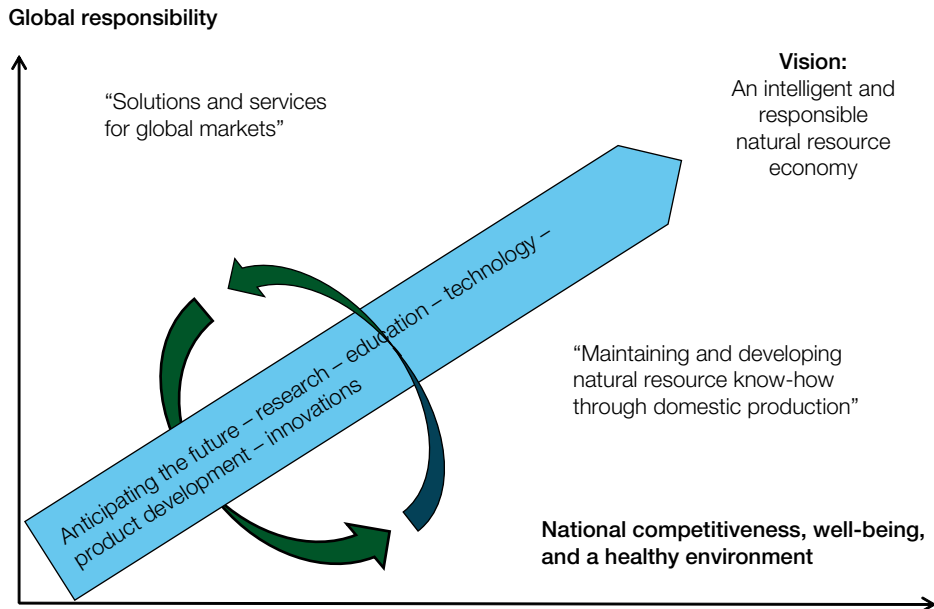 Global responsibility
Vision:
An intelligent and
responsible
natural resource
economy
“Solutions and services
for global markets”
Anticipating the future – research – education – technology –
product development – innovations
“Maintaining and developing
natural resource know-how
through domestic production”
National competitiveness, well-being,
and a healthy environment